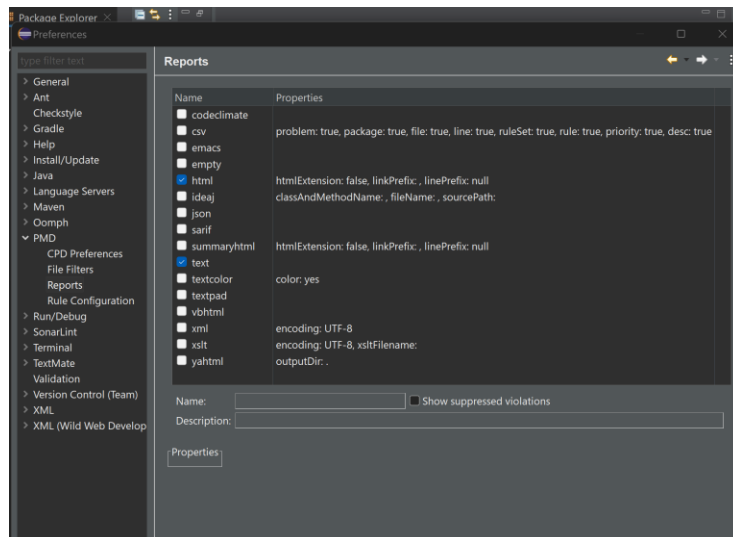 Package Explorer
Preferences
type filter text
Reports
General
Ant
Checkstyle
Gradle
Help
Install/Update
Java
Language Servers
Maven
Oomph
PMD
CPD Preferences
File Filters
Reports
Rule Configuration
Run/Debug
SonarLint
Terminal
TextMate
Validation
Version Control (Team)
XML
XML (Wild Web Develop
Name Properties
codeclimate
csv problem: true, package: true, file: true, line: true, ruleSet: true, rule: true, priority: true, desc: true
emacs
empty
html htmlExtension: false, linkPrefix: , linePrefix: null
ideaj classAndMethodName: , fileName: , sourcePath:
json
sarif
summaryhtml htmlExtension: false, linkPrefix: , linePrefix: null
text
textcolor color: yes
textpad
vbhtml
xml encoding: UTF-8
xslt encoding: UTF-8, xsltFilename:
yahtml outputDir: .
Name: Show suppressed violations
Description:
Properties